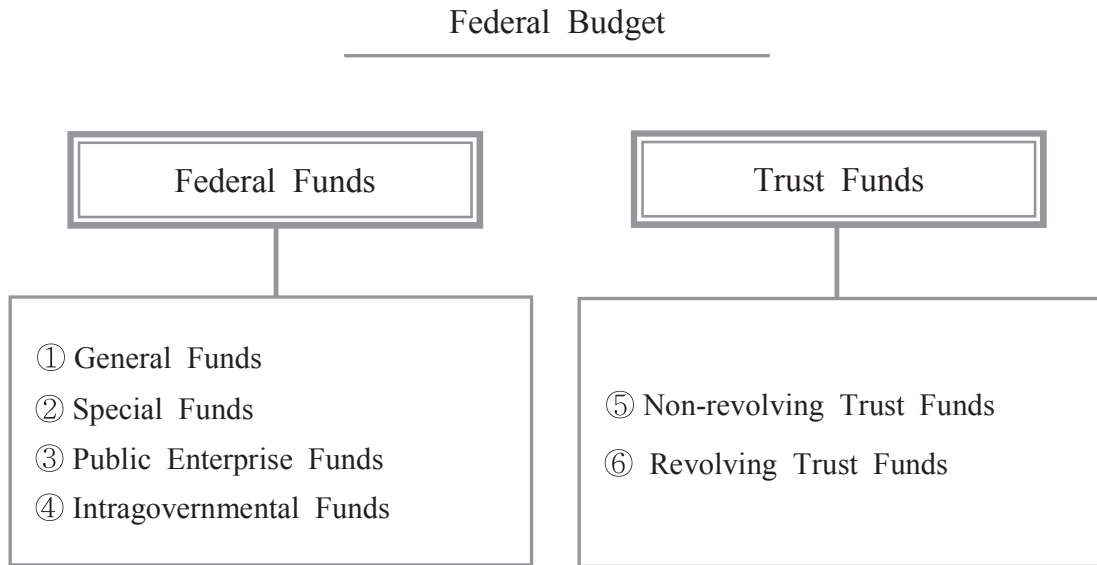 Federal Budget
Federal Funds
① General Funds
② Special Funds
③ Public Enterprise Funds
④ Intragovernmental Funds
Trust Funds
⑤ Non-revolving Trust Funds
⑥ Revolving Trust Funds